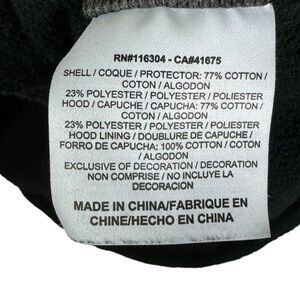 RN#116304 - CA#41675
SHELL / COQUE / PROTECTOR: 77% COTTON /
COTON / ALGODON
23% POLYESTER / POLYESTER / POLIESTER
HOOD / CAPUCHE / CAPUCHA: 77% COTTON /
COTON / ALGODON
23% POLYESTER / POLYESTER / POLIESTER
HOOD LINING / DOUBLURE DE CAPUCHE /
FORRO DE CAPUCHA: 100% COTTON / COTON
/ ALGODON
EXCLUSIVE OF DECORATION / DECORATION
NON COMPRISE / NO INCLUYE LA
DECORACION
MADE IN CHINA/FABRIQUE EN
CHINE/HECHO EN CHINA